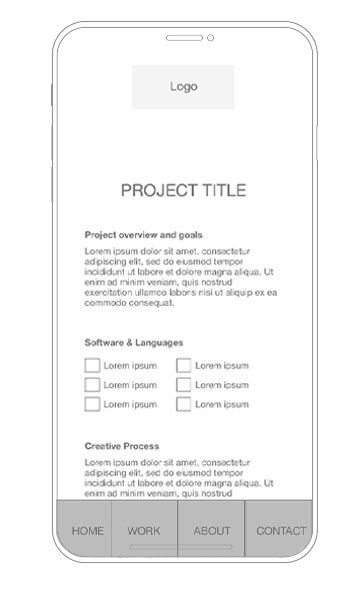 Logo
PROJECT TITLE
Project overview and goals
Lorem ipsum dolor sit amet, consectetur
adipiscing elit, sed do eiusmod tempor
incididunt ut labore et dolore magna aliqua. Ut
enim ad minim veniam, quis nostrud
exercitation ullamco laboris nisi ut aliquip ex ea
commodo consequat.
Software & Languages
Lorem ipsum Lorem ipsum
Lorem ipsum Lorem ipsum
Lorem ipsum Lorem ipsum
Creative Process
Lorem ipsum dolor sit amet, consectetur
adipiscing elit, sed do eiusmod tempor
incididunt ut labore et dolore magna aliqua. Ut
enim ad minim veniam, quis nostrud
HOME WORK ABOUT CONTACT